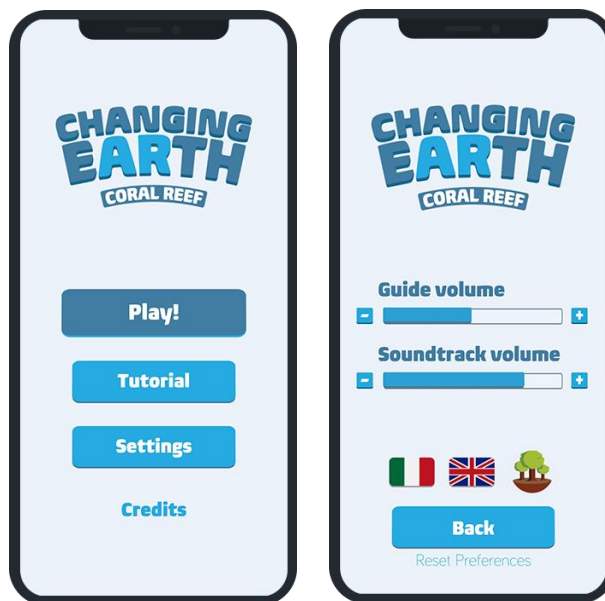 CHANGING
EARTH
CORAL REEF
Play!
Tutorial
Settings
Credits
CHANGING
EARTH
CORAL REEF
Guide volume
-
+
Soundtrack volume
-
+
Back
Reset Preferences